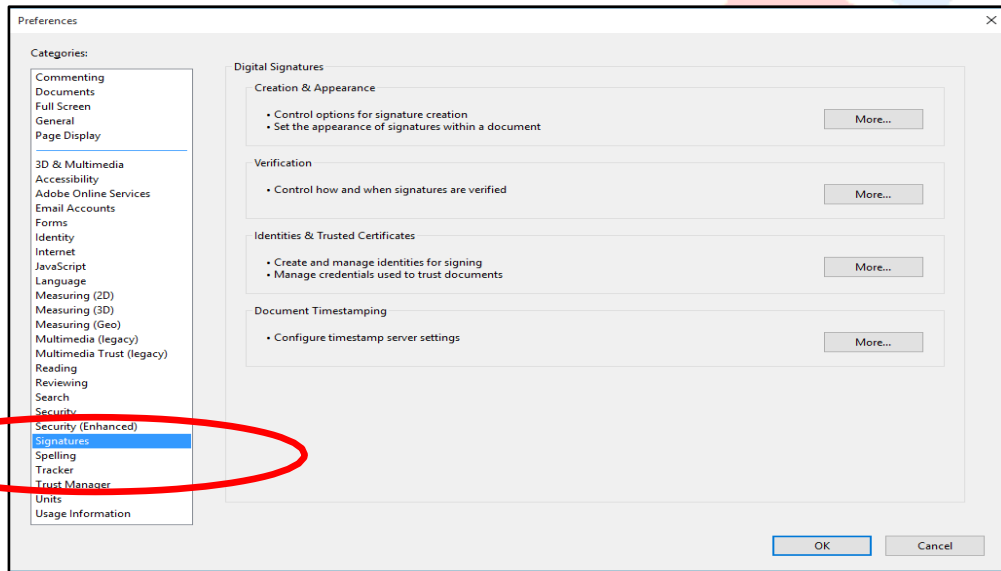 Preferences
Categories:
Commenting
Documents
Full Screen
General
Page Display
3D & Multimedia
Accessibility
Adobe Online Services
Email Accounts
Forms
Identity
Internet
JavaScript
Language
Measuring (2D)
Measuring (3D)
Measuring (Geo)
Multimedia (legacy)
Multimedia Trust (legacy)
Reading
Reviewing
Search
Security
Security (Enhanced)
Signatures
Spelling
Tracker
Trust Manager
Units
Usage Information
Digital Signatures
Creation & Appearance
• Control options for signature creation
• Set the appearance of signatures within a document
More...
Verification
• Control how and when signatures are verified
More...
Identities & Trusted Certificates
• Create and manage identities for signing
• Manage credentials used to trust documents
More...
Document Timestamping
• Configure timestamp server settings
More...
OK
Cancel